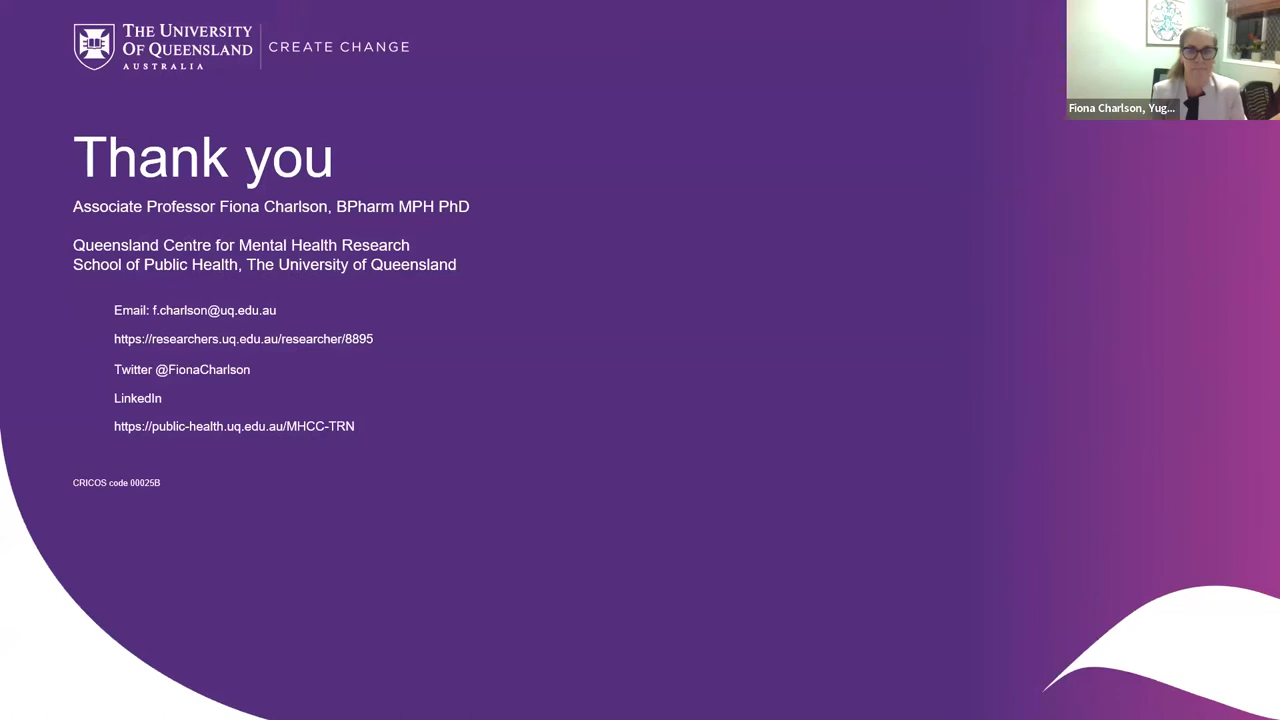 THE UNIVERSITY
OF QUEENSLAND
AUSTRALIA
CREATE CHANGE
Fiona Charlson, Yug...
Thank you
Associate Professor Fiona Charlson, BPharm MPH PhD
Queensland Centre for Mental Health Research
School of Public Health, The University of Queensland
Email: f.charlson@uq.edu.au
https://researchers.uq.edu.au/researcher/8895
Twitter @FionaCharlson
LinkedIn
https://public-health.uq.edu.au/MHCC-TRN
CRICOS code 00025B